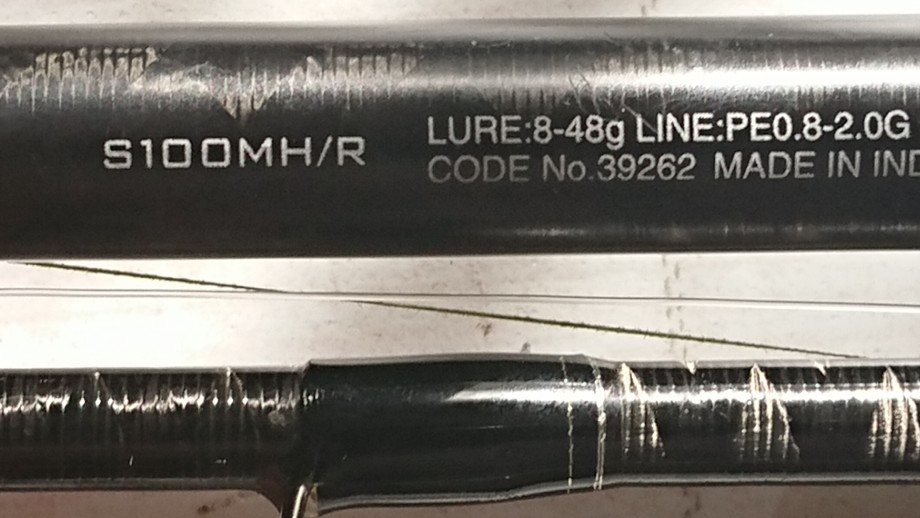 S100MH/R
LURE:8-48g LINE:PE0.8-2.0G
CODE No.39262 MADE IN